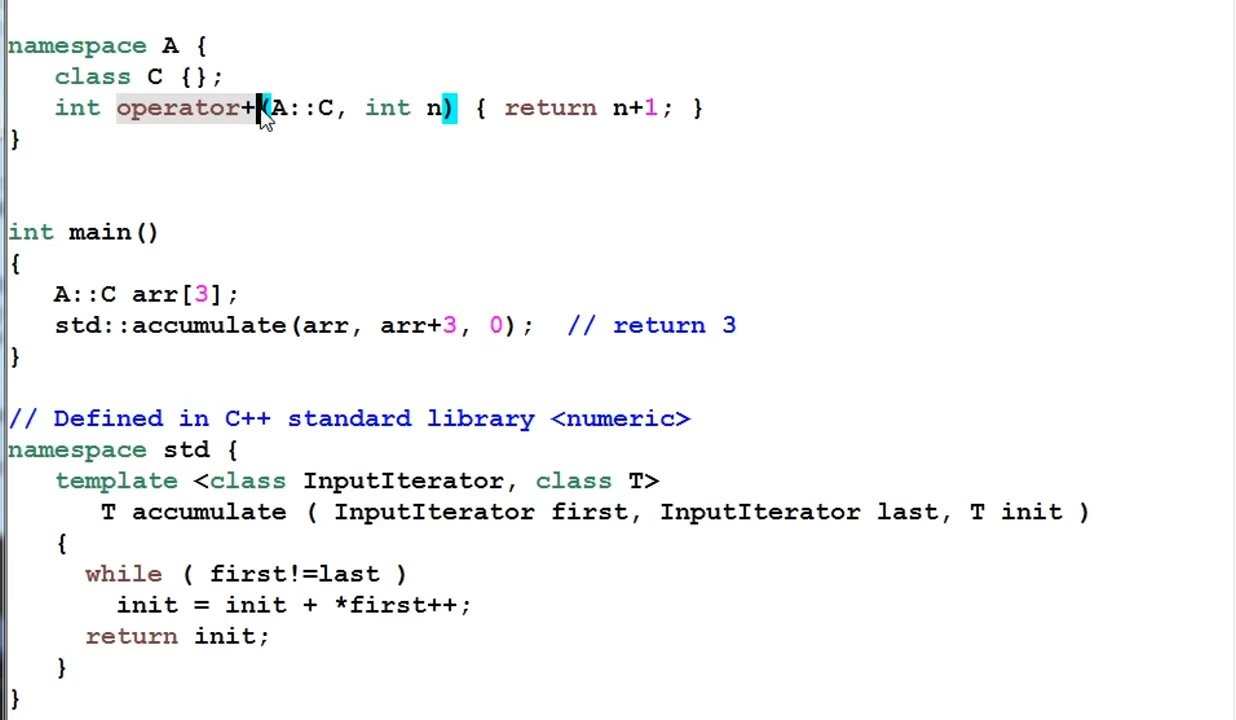 namespace A {
class C {};
int operator+(A::C, int n) { return n+1; }
}
int main()
{
A::C arr[3];
std::accumulate(arr, arr+3, 0); // return 3
}
// Defined in C++ standard library <numeric>
namespace std {
template <class InputIterator, class T>
T accumulate ( InputIterator first, InputIterator last, T init )
{
while ( first!=last )
init = init + *first++;
return init;
}
}